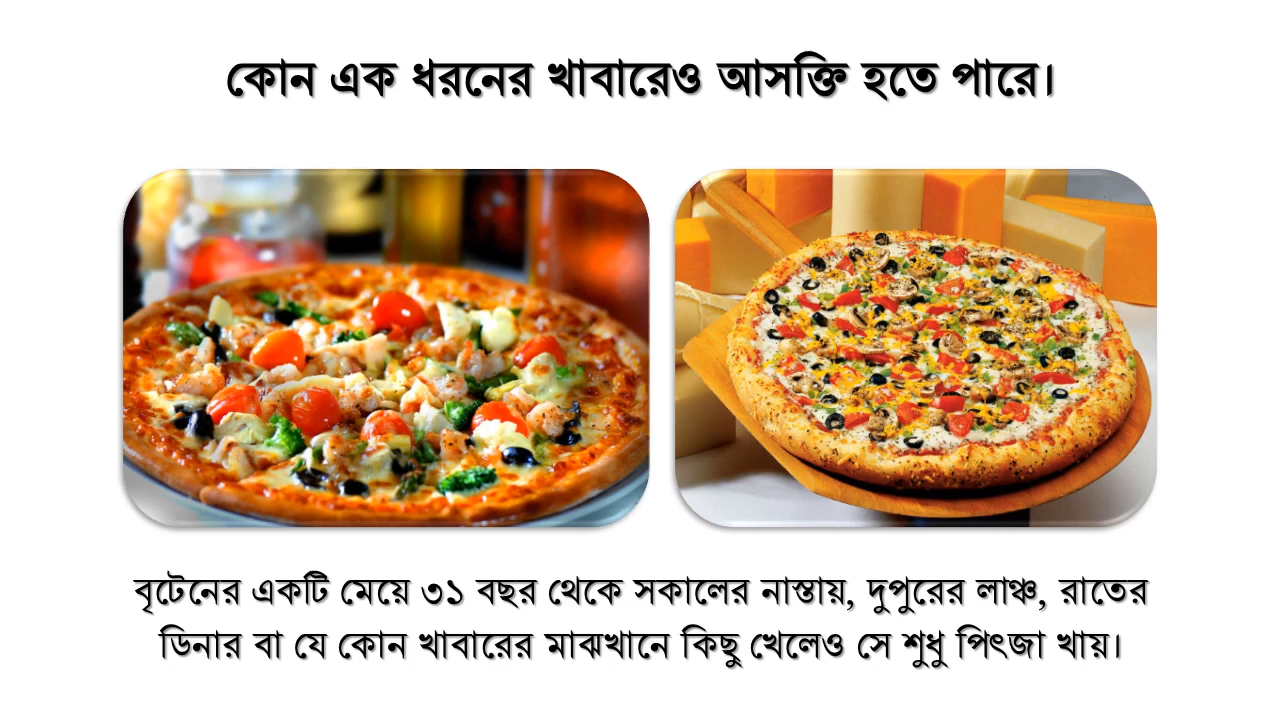 কোন এক ধরনের খাবারেও আসক্তি হতে পারে।
বৃটেনের একটি মেয়ে ৩১ বছর থেকে সকালের নাস্তায়, দুপুরের লাঞ্চ, রাতের
ডিনার বা যে কোন খাবারের মাঝখানে কিছু খেলেও সে শুধু পিৎজা খায়।